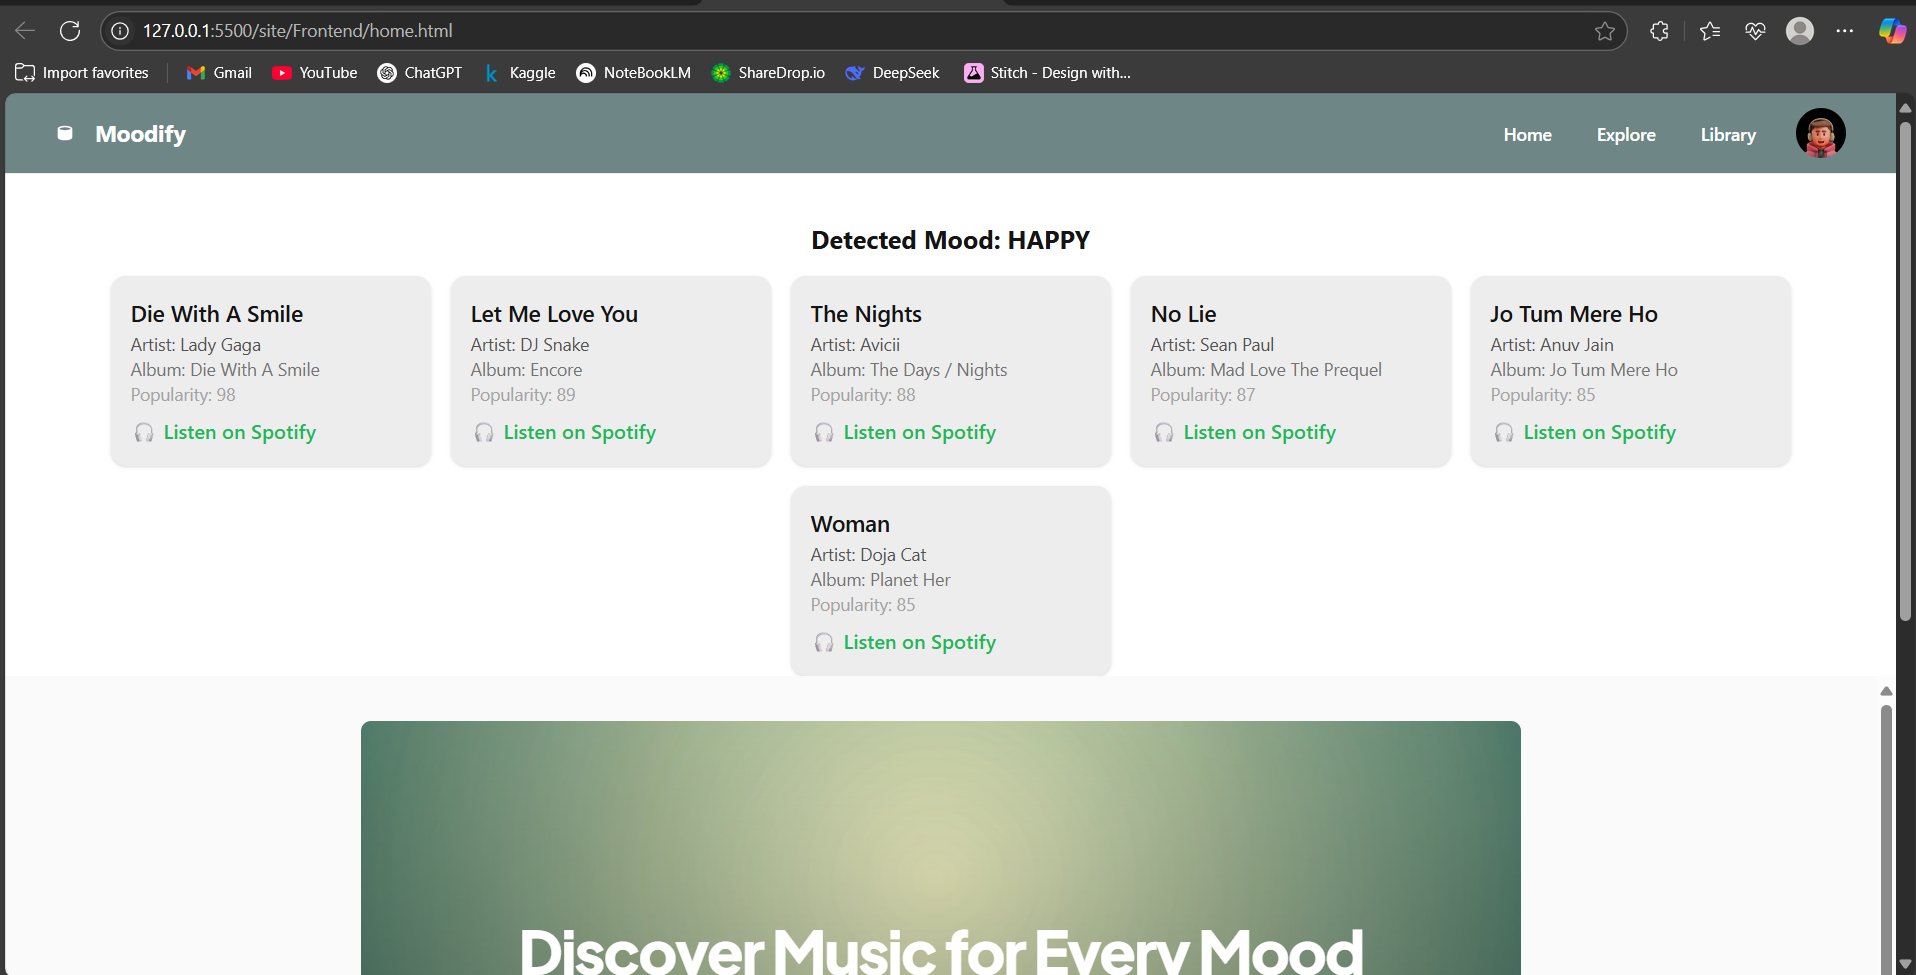 127.0.0.1:5500/site/Frontend/home.html
Import favorites Gmail YouTube ChatGPT Kaggle NoteBookLM ShareDrop.io DeepSeek Stitch - Design with...
Moodify Home Explore Library
Detected Mood: HAPPY
Die With A Smile
Artist: Lady Gaga
Album: Die With A Smile
Popularity: 98
🎧 Listen on Spotify
Let Me Love You
Artist: DJ Snake
Album: Encore
Popularity: 89
🎧 Listen on Spotify
The Nights
Artist: Avicii
Album: The Days / Nights
Popularity: 88
🎧 Listen on Spotify
No Lie
Artist: Sean Paul
Album: Mad Love The Prequel
Popularity: 87
🎧 Listen on Spotify
Jo Tum Mere Ho
Artist: Anuv Jain
Album: Jo Tum Mere Ho
Popularity: 85
🎧 Listen on Spotify
Woman
Artist: Doja Cat
Album: Planet Her
Popularity: 85
🎧 Listen on Spotify
Discover Music for Every Mood